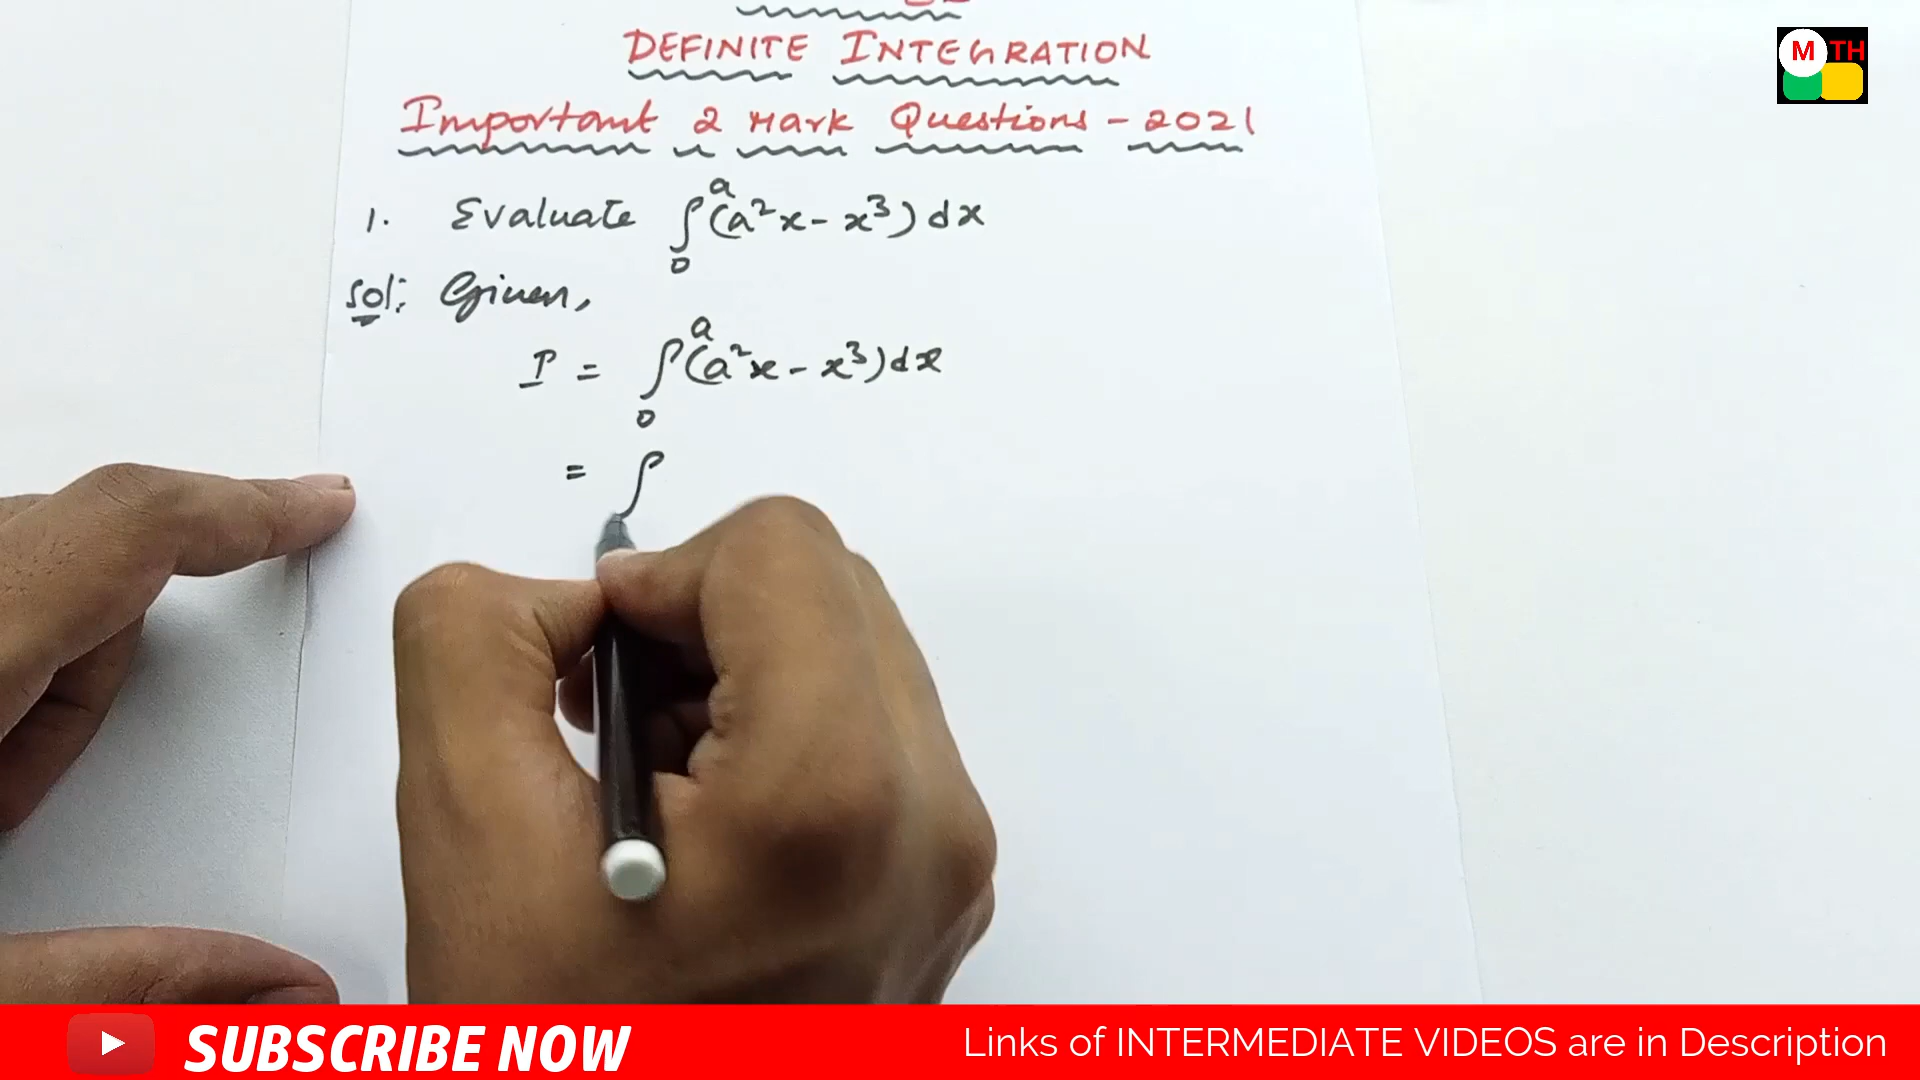 DEFINITE INTEGRATION
Important 2 Mark Questions - 2021
1. Evaluate ∫₀ᵃ (a²x - x³) dx
Sol: Given,
I = ∫₀ᵃ (a²x - x³) dx
= ∫
M TH
SUBSCRIBE NOW
Links of INTERMEDIATE VIDEOS are in Description